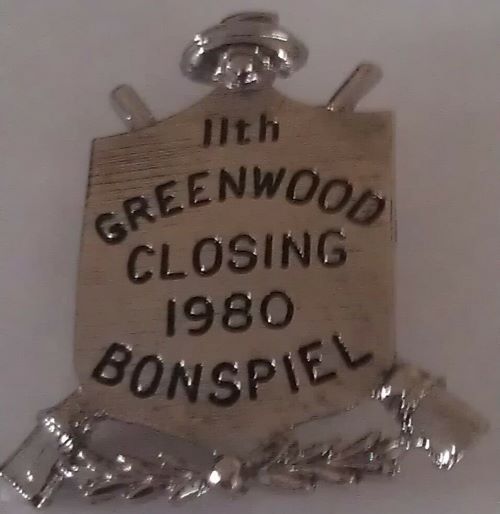 11th
GREENWOOD
CLOSING
1980
BONSPIEL